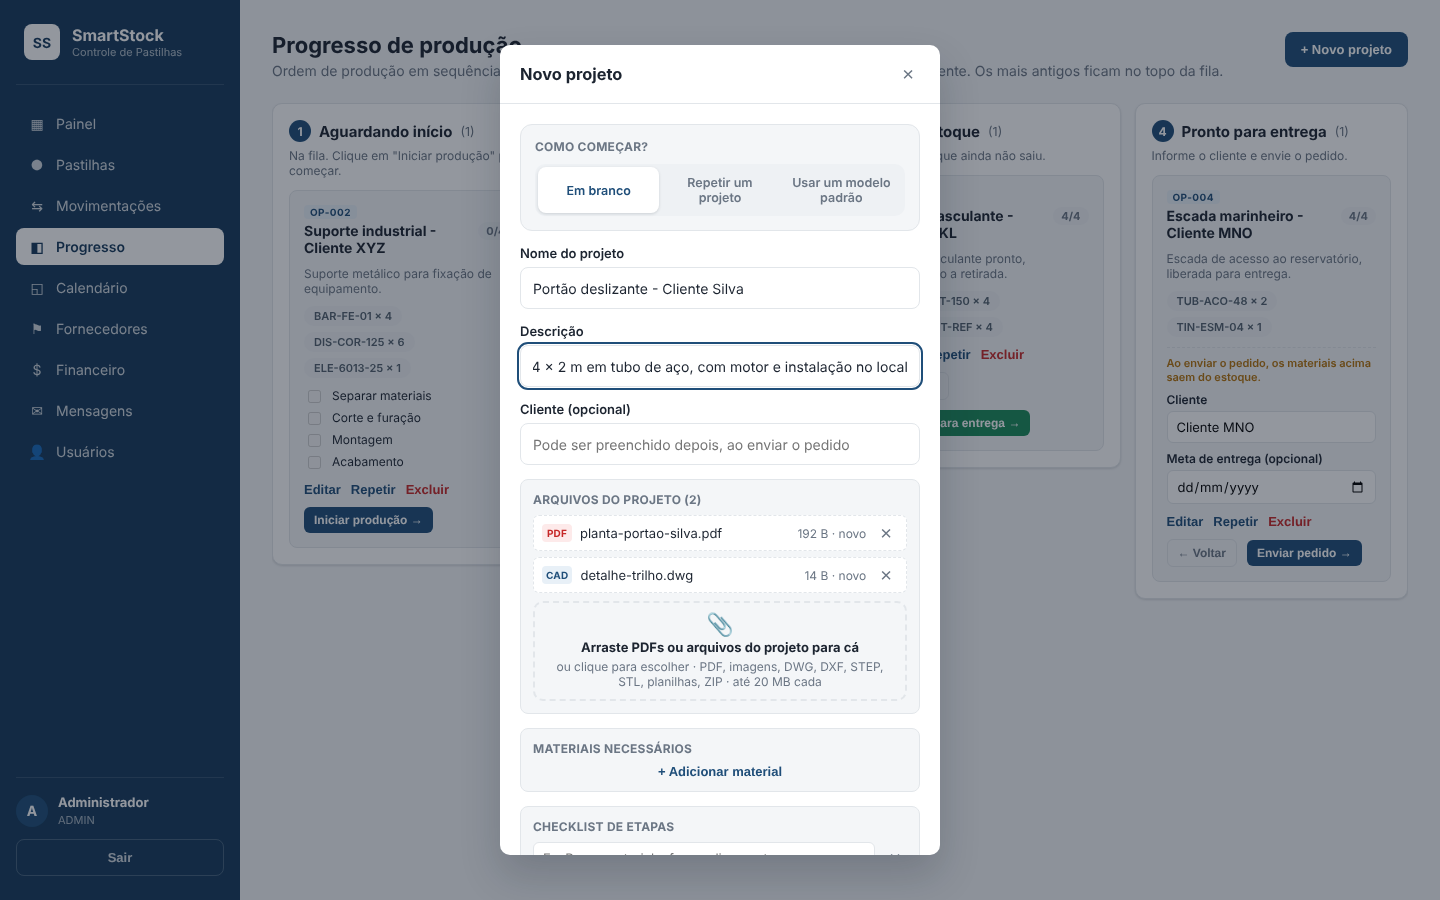 SS
SmartStock
Controle de Pastilhas
Painel
Pastilhas
Movimentações
Progresso
Calendário
Fornecedores
Financeiro
Mensagens
Usuários
A
Administrador
ADMIN
Sair
Progresso de produção
Ordem de produção em sequência
ente. Os mais antigos ficam no topo da fila.
+ Novo projeto
1 Aguardando início (1)
Na fila. Clique em "Iniciar produção"
começar.
OP-002
Suporte industrial -
Cliente XYZ
Suporte metálico para fixação de
equipamento.
BAR-FE-01 × 4
DIS-COR-125 × 6
ELE-6013-25 × 1
Separar materiais
Corte e furação
Montagem
Acabamento
Editar Repetir Excluir
Iniciar produção →
Novo projeto
×
COMO COMEÇAR?
Em branco
Repetir um
projeto
Usar um modelo
padrão
Nome do projeto
Portão deslizante - Cliente Silva
Descrição
4 × 2 m em tubo de aço, com motor e instalação no local
Cliente (opcional)
Pode ser preenchido depois, ao enviar o pedido
ARQUIVOS DO PROJETO (2)
PDF planta-portao-silva.pdf 192 B · novo ×
CAD detalhe-trilho.dwg 14 B · novo ×
Arraste PDFs ou arquivos do projeto para cá
ou clique para escolher · PDF, imagens, DWG, DXF, STEP,
STL, planilhas, ZIP · até 20 MB cada
MATERIAIS NECESSÁRIOS
+ Adicionar material
CHECKLIST DE ETAPAS
toque (1)
que ainda não saiu.
asculante - 4/4
KL
culante pronto,
o a retirada.
T-150 × 4
T-REF × 4
epetir Excluir
ara entrega →
4 Pronto para entrega (1)
Informe o cliente e envie o pedido.
OP-004
Escada marinheiro - 4/4
Cliente MNO
Escada de acesso ao reservatório,
liberada para entrega.
TUB-ACO-48 × 2
TIN-ESM-04 × 1
Ao enviar o pedido, os materiais acima
saem do estoque.
Cliente
Cliente MNO
Meta de entrega (opcional)
dd/mm/yyyy
Editar Repetir Excluir
← Voltar
Enviar pedido →